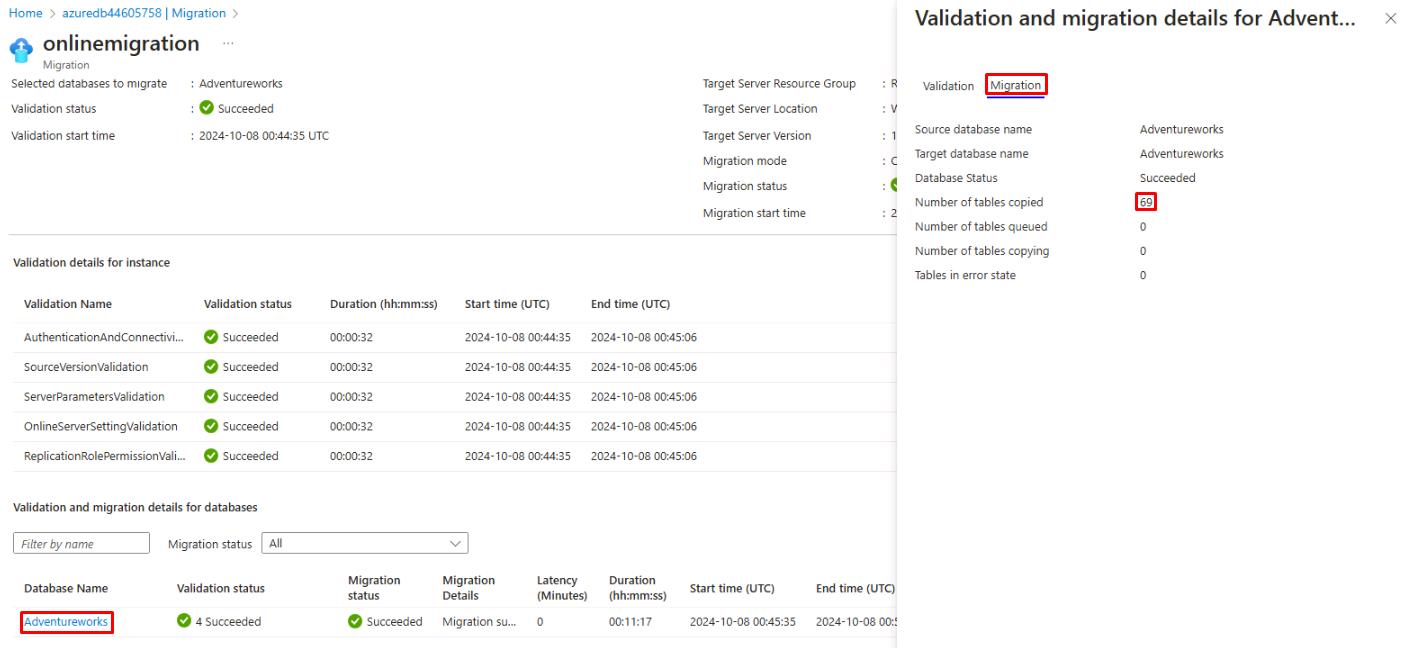 Home > azuredb44605758 | Migration >
onlinemigration ...
Migration
Selected databases to migrate : Adventureworks
Validation status : Succeeded
Validation start time : 2024-10-08 00:44:35 UTC
Target Server Resource Group : R
Target Server Location :
Target Server Version : 1
Migration mode :
Migration status :
Migration start time : 2
Validation details for instance
Validation Name Validation status Duration (hh:mm:ss) Start time (UTC) End time (UTC)
AuthenticationAndConnectivi... Succeeded 00:00:32 2024-10-08 00:44:35 2024-10-08 00:45:06
SourceVersionValidation Succeeded 00:00:32 2024-10-08 00:44:35 2024-10-08 00:45:06
ServerParametersValidation Succeeded 00:00:32 2024-10-08 00:44:35 2024-10-08 00:45:06
OnlineServerSettingValidation Succeeded 00:00:32 2024-10-08 00:44:35 2024-10-08 00:45:06
ReplicationRolePermissionVali... Succeeded 00:00:32 2024-10-08 00:44:35 2024-10-08 00:45:06
Validation and migration details for databases
Filter by name Migration status All
Database Name Validation status Migration status Migration Details Latency (Minutes) Duration (hh:mm:ss) Start time (UTC) End time (UTC)
Adventureworks 4 Succeeded Succeeded Migration su... 0 00:11:17 2024-10-08 00:45:35 2024-10-08 00:5
Validation and migration details for Advent...
Validation Migration
Source database name Adventureworks
Target database name Adventureworks
Database Status Succeeded
Number of tables copied 69
Number of tables queued 0
Number of tables copying 0
Tables in error state 0